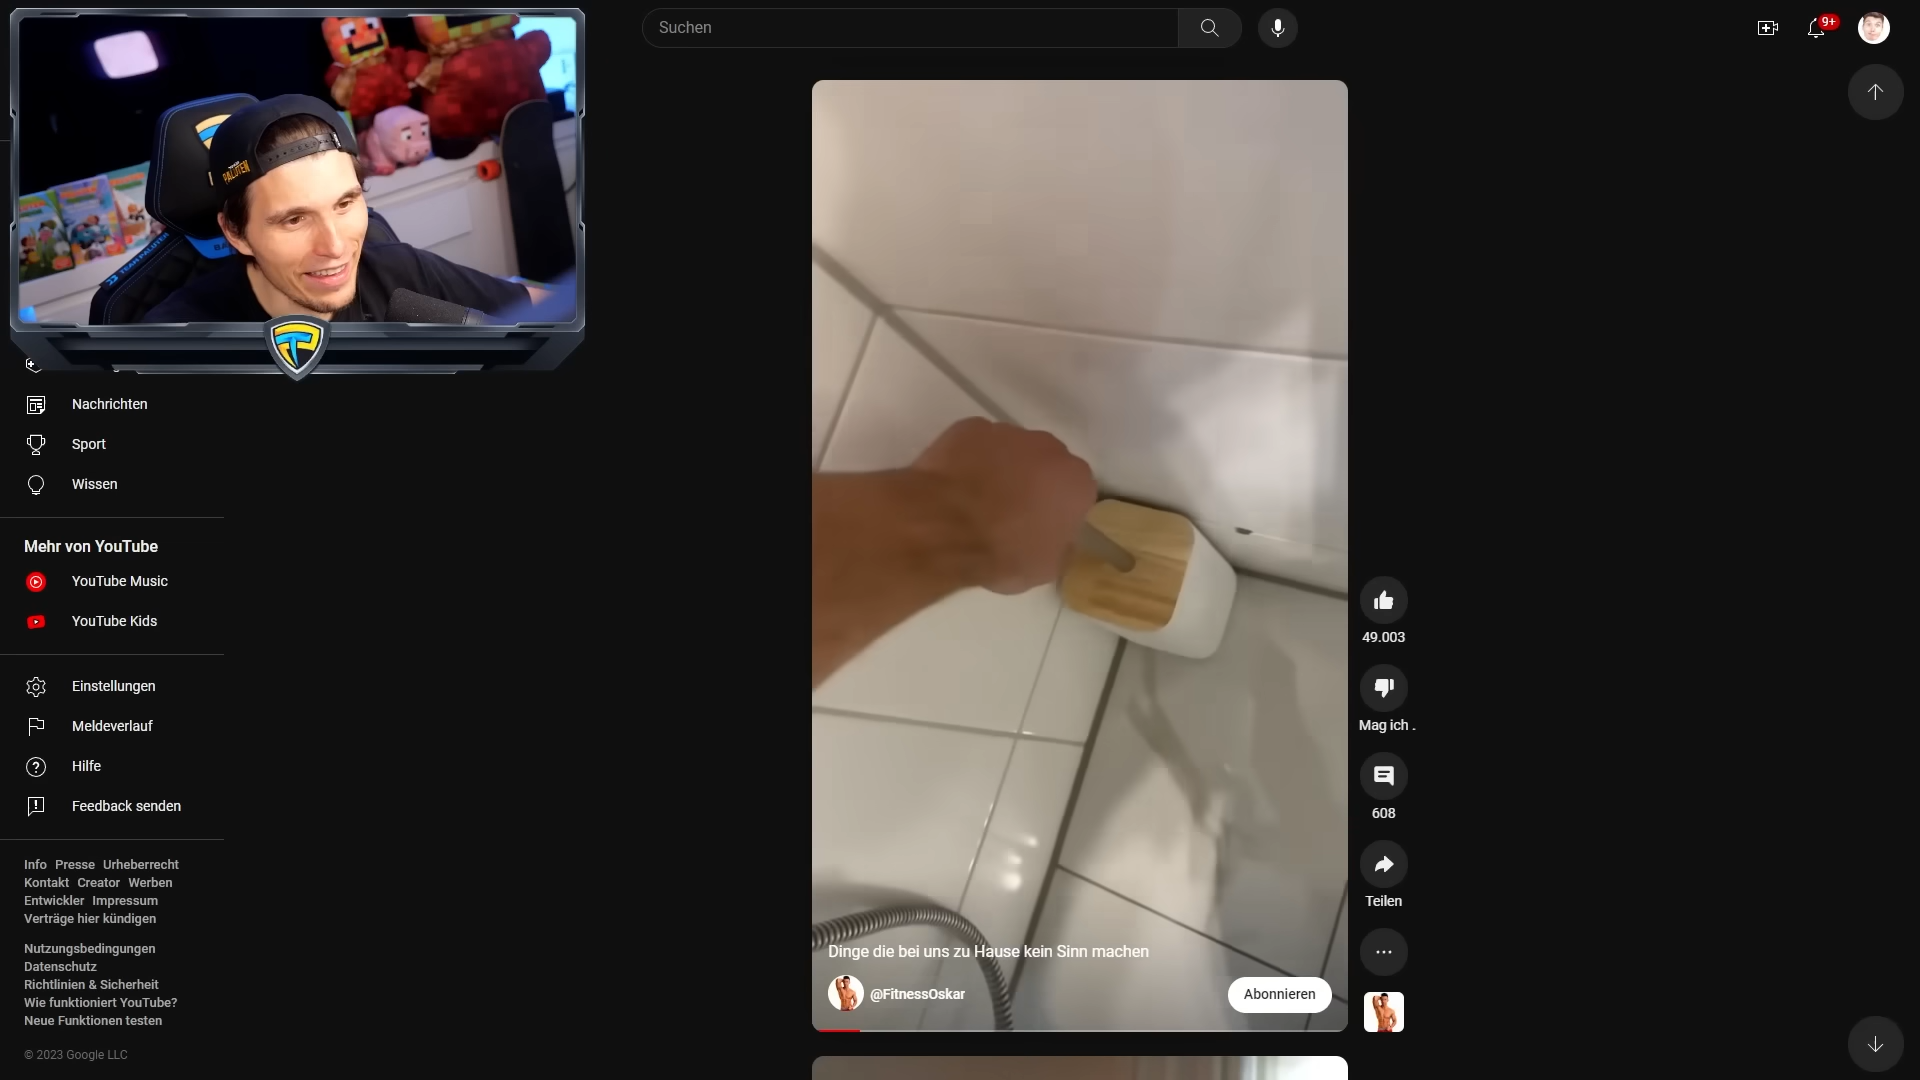 Suchen
9+
PALUTEN
TEAM PALUTEN
Nachrichten
Sport
Wissen
Mehr von YouTube
YouTube Music
YouTube Kids
Einstellungen
Meldeverlauf
Hilfe
Feedback senden
Info Presse Urheberrecht
Kontakt Creator Werben
Entwickler Impressum
Verträge hier kündigen
Nutzungsbedingungen
Datenschutz
Richtlinien & Sicherheit
Wie funktioniert YouTube?
Neue Funktionen testen
© 2023 Google LLC
Dinge die bei uns zu Hause kein Sinn machen
@FitnessOskar
Abonnieren
49.003
Mag ich .
608
Teilen